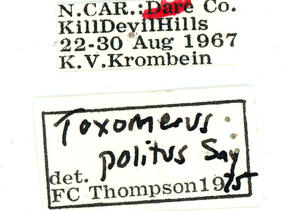 N.CAR.:Dare Co.
KillDevilHills
22-30 Aug 1967
K.V.Krombein
Toxomerus
politus Say
det.
FC Thompson1975